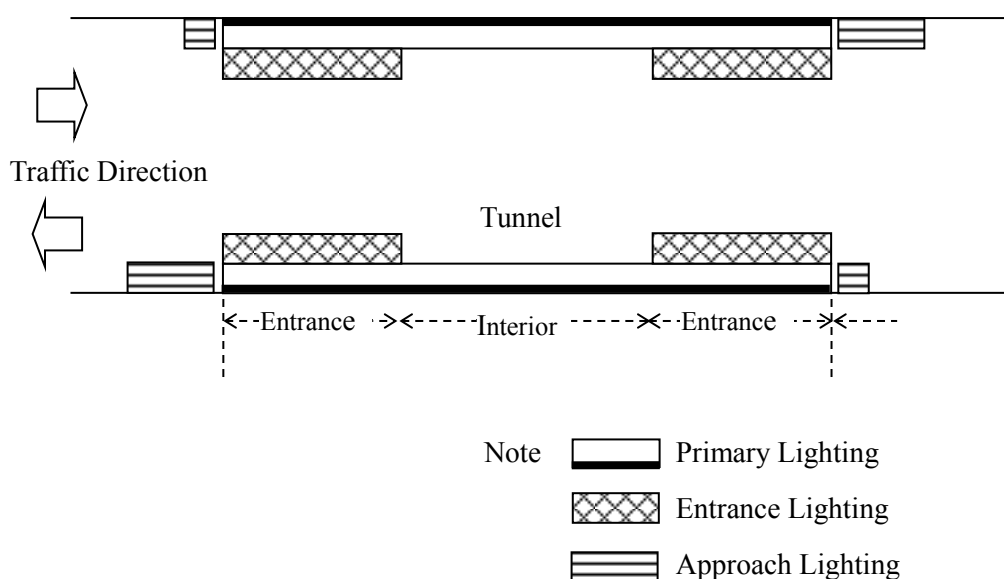 Traffic Direction
Tunnel
Entrance Interior Entrance
Note Primary Lighting
Entrance Lighting
Approach Lighting